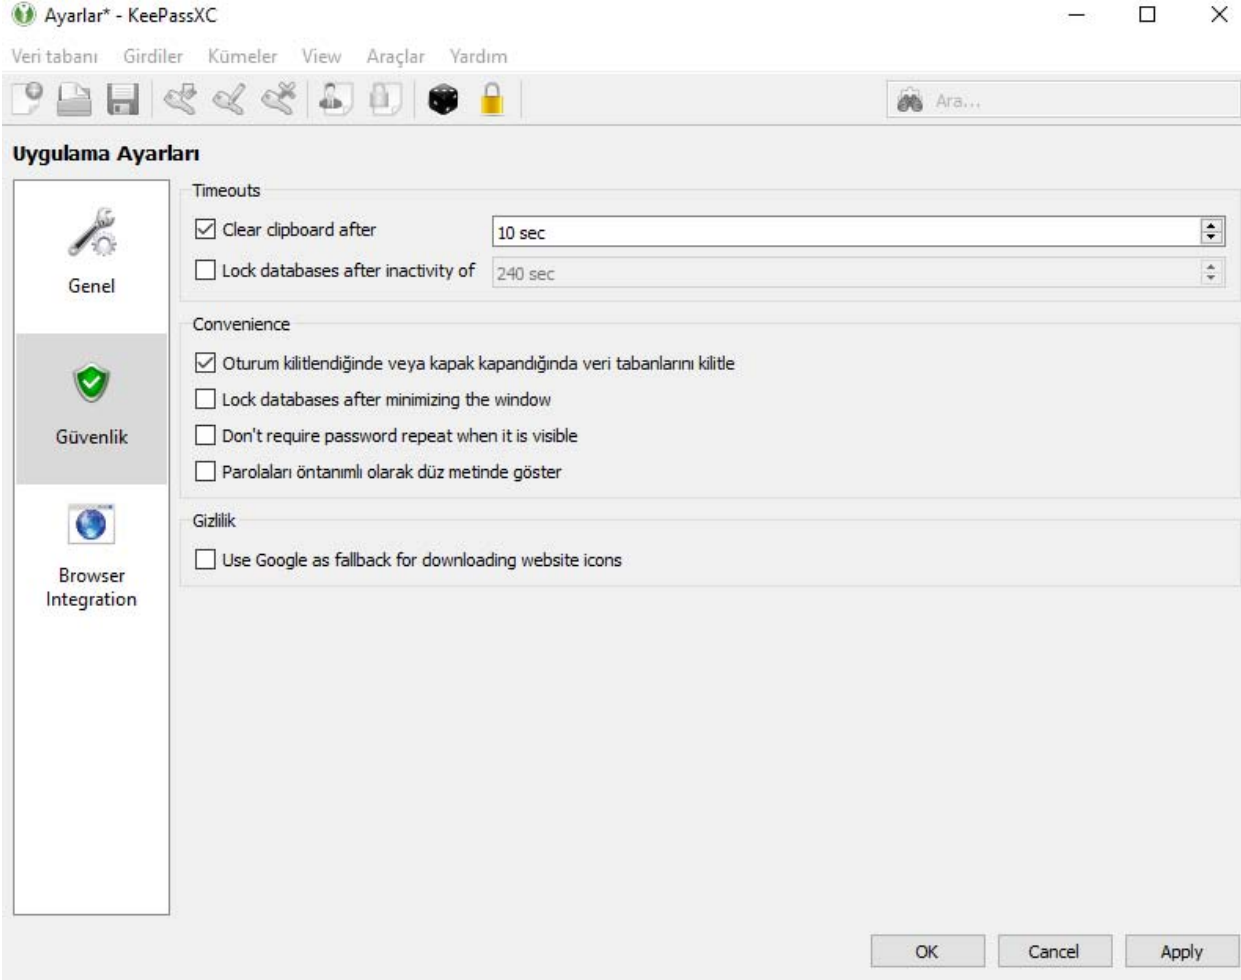 Ayarlar* - KeePassXC
Veri tabanı Girdiler Kümeler View Araçlar Yardım
Ara...
Uygulama Ayarları
Genel
Güvenlik
Browser
Integration
Timeouts
Clear clipboard after 10 sec
Lock databases after inactivity of 240 sec
Convenience
Oturum kilitlendiğinde veya kapak kapandığında veri tabanlarını kilitle
Lock databases after minimizing the window
Don't require password repeat when it is visible
Parolaları öntanımlı olarak düz metinde göster
Gizlilik
Use Google as fallback for downloading website icons
OK Cancel Apply